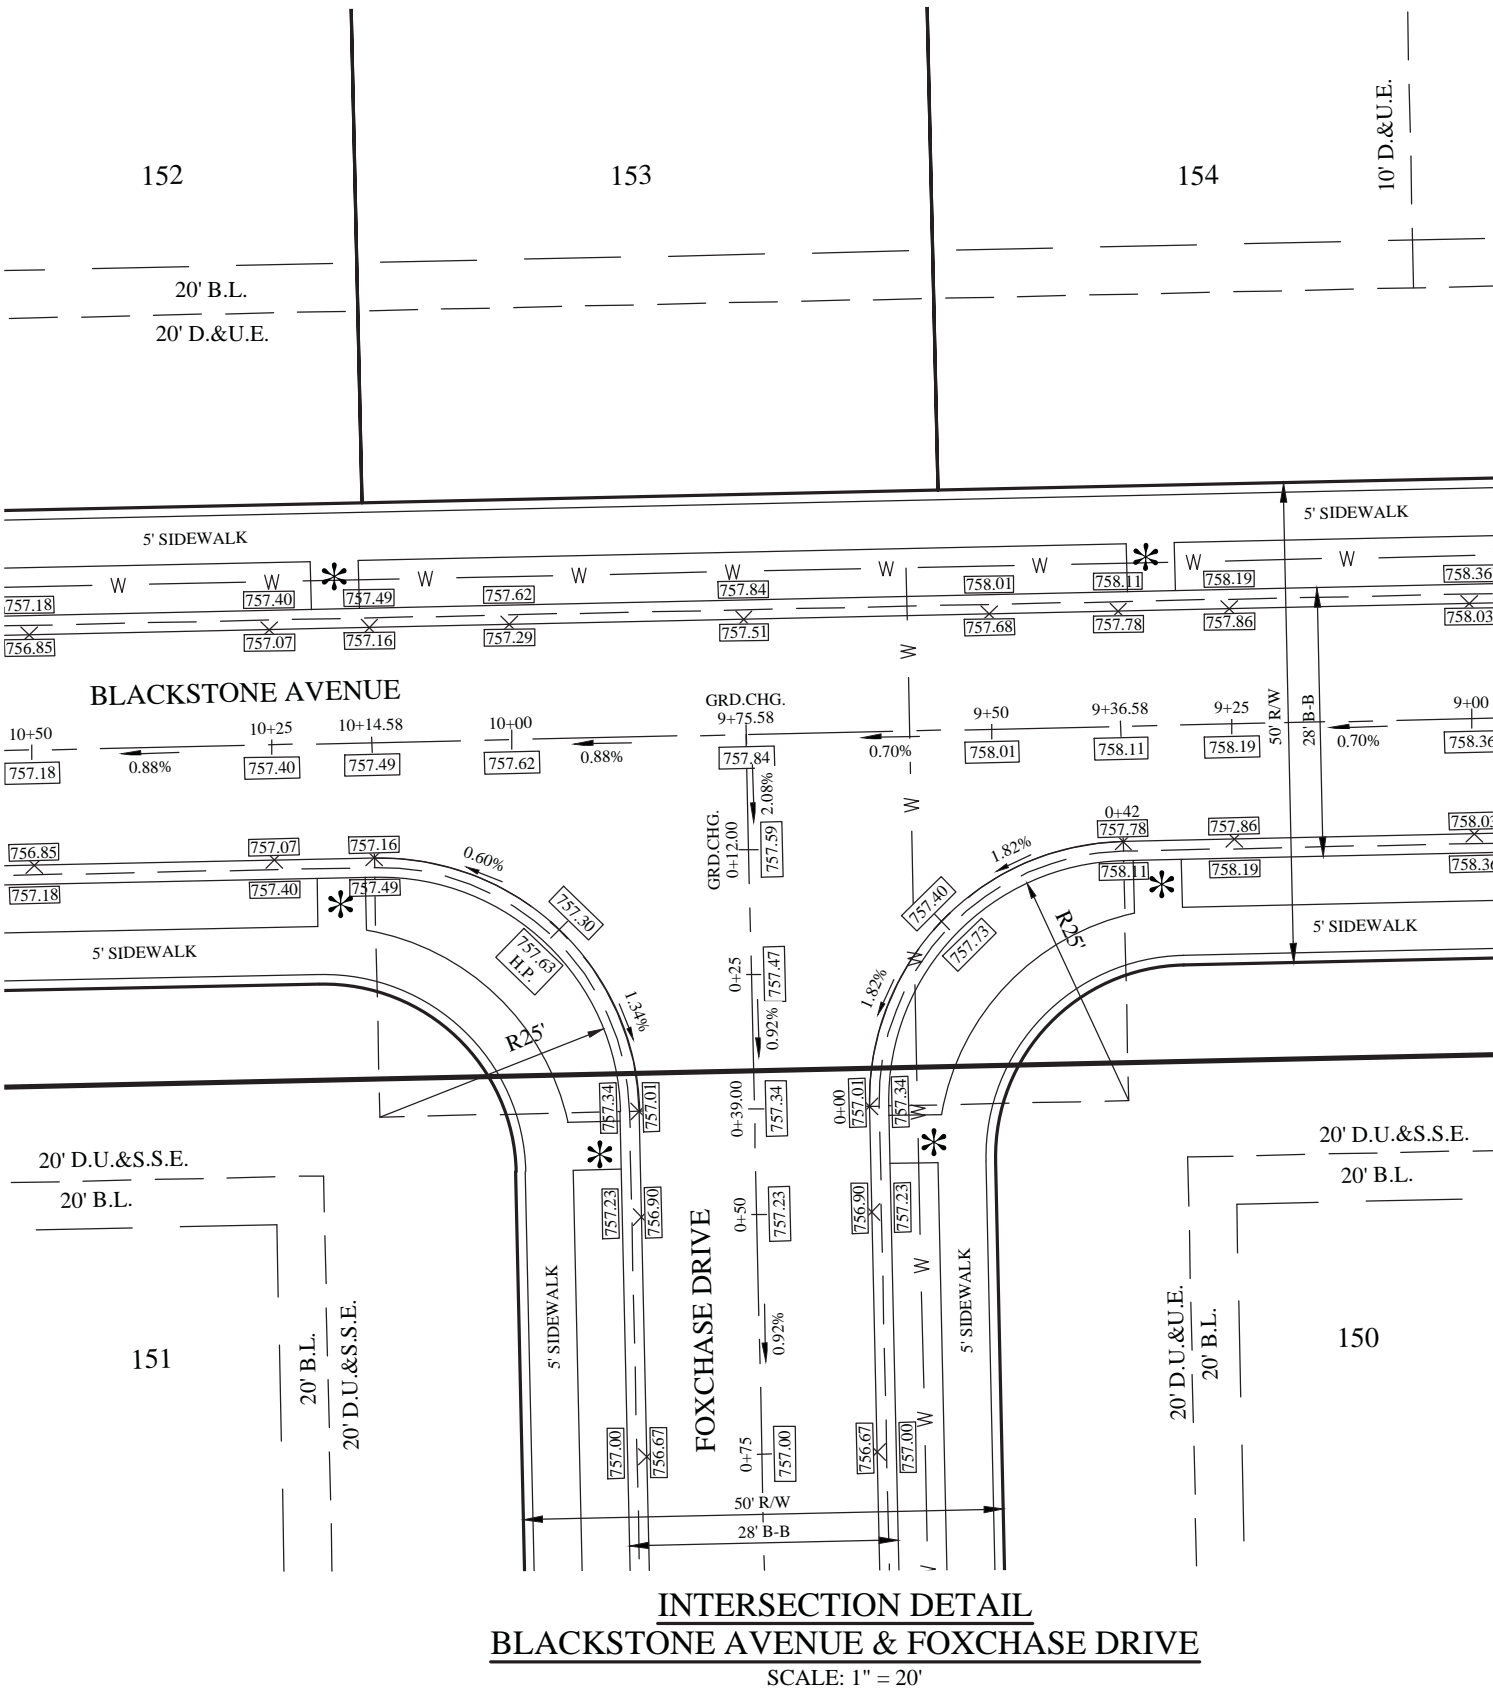 152
153
154
10' D.&U.E.
20' B.L.
20' D.&U.E.
5' SIDEWALK
5' SIDEWALK
W W W W W W W W W
757.18 757.40 757.49 757.62 757.84 758.01 758.11 758.19 758.36
756.85 757.07 757.16 757.29 757.51 757.68 757.78 757.86 758.03
W
BLACKSTONE AVENUE
GRD.CHG.
10+50 10+25 10+14.58 10+00 9+75.58 9+50 9+36.58 9+25 9+00
0.88% 0.88% 0.70% 0.70%
757.18 757.40 757.49 757.62 757.84 758.01 758.11 758.19 758.36
50' R/W
28' B-B
2.08%
GRD.CHG.
0+12.00
757.59
W
0+42
756.85 757.07 757.16 757.78 757.86 758.03
757.18 757.40 757.49 758.11 758.19 758.36
0.60%
1.82%
757.30
757.63
H.P.
757.40
757.73
R25'
5' SIDEWALK
5' SIDEWALK
0+25
757.47
W
1.34%
1.82%
R25'
0.92%
757.34 757.01
0+39.00
757.34
0+00
757.01 757.34
W
20' D.U.&S.S.E.
20' B.L.
20' D.U.&S.S.E.
20' B.L.
757.23 756.90
0+50
757.23
756.90 757.23
FOXCHASE DRIVE
W
5' SIDEWALK
5' SIDEWALK
0.92%
151
150
20' B.L.
20' D.U.&S.S.E.
20' D.U.&U.E.
20' B.L.
W
757.00 756.67
0+75
757.00
756.67 757.00
50' R/W
28' B-B
W
INTERSECTION DETAIL
BLACKSTONE AVENUE & FOXCHASE DRIVE
SCALE: 1" = 20'